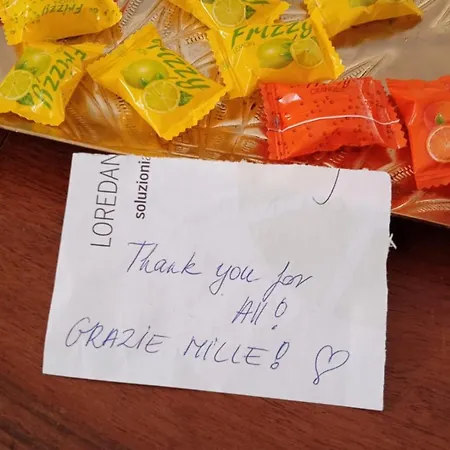 Frizzy
Frizzy
Frizzy
Frizzy
LOREDAN
soluzioni
Thank you for
All!
GRAZIE MILLE!